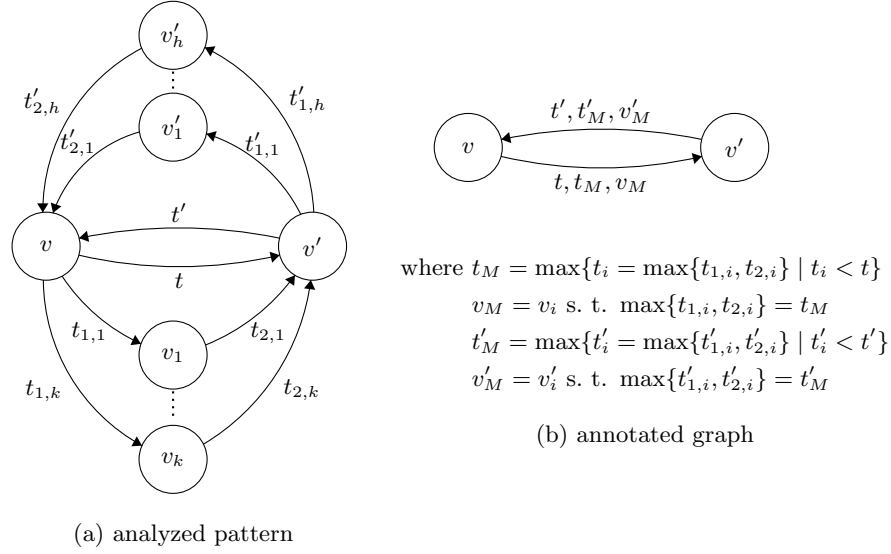 v'_h
t'_{2,h}
t'_{1,h}
v'_1
t'_{2,1}
t'_{1,1}
t'
v
v'
t
t_{1,1}
t_{2,1}
v_1
t_{1,k}
t_{2,k}
v_k
(a) analyzed pattern
t', t'_M, v'_M
v
v'
t, t_M, v_M
where t_M = max{t_i = max{t_{1,i}, t_{2,i}} | t_i < t}
v_M = v_i s. t. max{t_{1,i}, t_{2,i}} = t_M
t'_M = max{t'_i = max{t'_{1,i}, t'_{2,i}} | t'_i < t'}
v'_M = v'_i s. t. max{t'_{1,i}, t'_{2,i}} = t'_M
(b) annotated graph